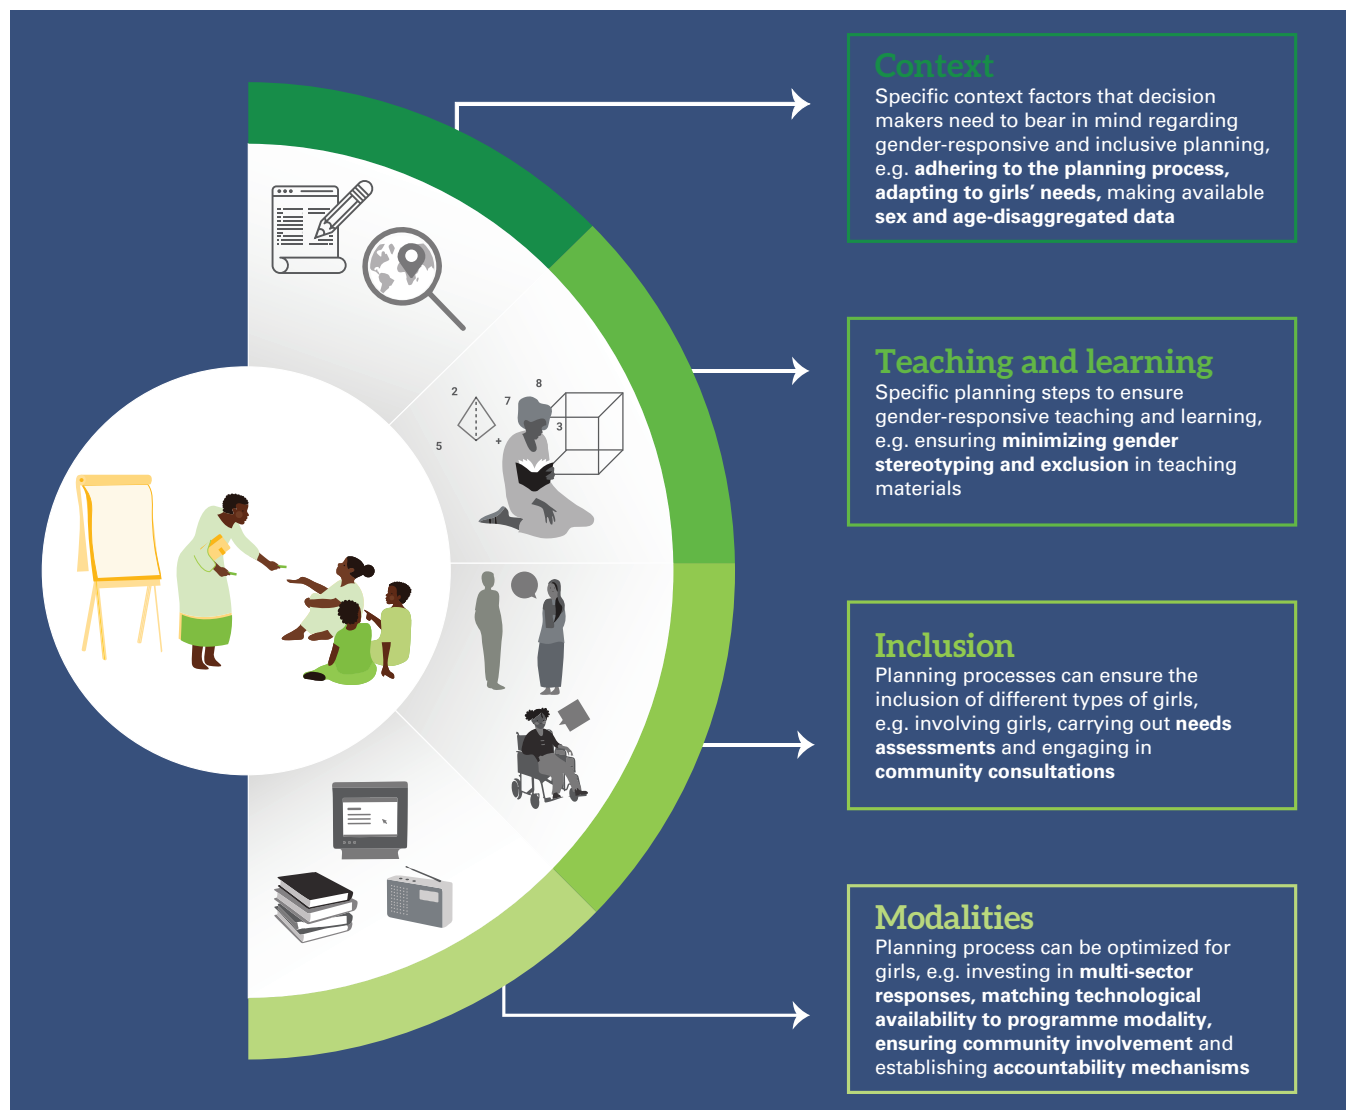 Context
Specific context factors that decision
makers need to bear in mind regarding
gender-responsive and inclusive planning,
e.g. adhering to the planning process,
adapting to girls’ needs, making available
sex and age-disaggregated data
2
8
7
3
5
+
Teaching and learning
Specific planning steps to ensure
gender-responsive teaching and learning,
e.g. ensuring minimizing gender
stereotyping and exclusion in teaching
materials
Inclusion
Planning processes can ensure the
inclusion of different types of girls,
e.g. involving girls, carrying out needs
assessments and engaging in
community consultations
Modalities
Planning process can be optimized for
girls, e.g. investing in multi-sector
responses, matching technological
availability to programme modality,
ensuring community involvement and
establishing accountability mechanisms